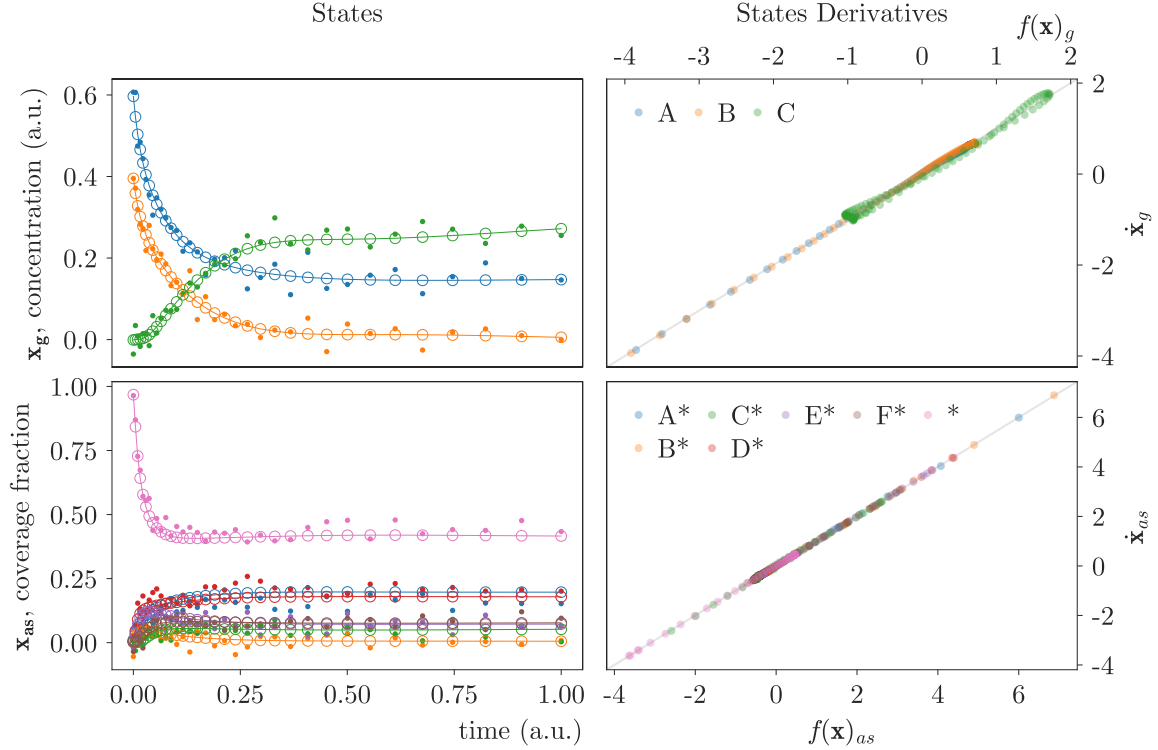 States
States Derivatives
f(x)_g
-4 -3 -2 -1 0 1 2
0.6
0.4
0.2
0.0
x_g, concentration (a.u.)
A B C
2
0
-2
-4
ẋ_g
1.00
0.75
0.50
0.25
0.00
x_as, coverage fraction
A* C* E* F* *
B* D*
6
4
2
0
-2
-4
ẋ_as
0.00 0.25 0.50 0.75 1.00
time (a.u.)
-4 -2 0 2 4 6
f(x)_as